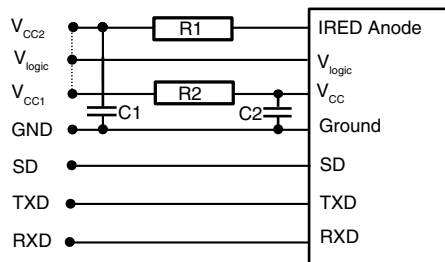 VCC2 R1 IRED Anode
Vlogic Vlogic
VCC1 R2 VCC
C1 C2
GND Ground
SD SD
TXD TXD
RXD RXD